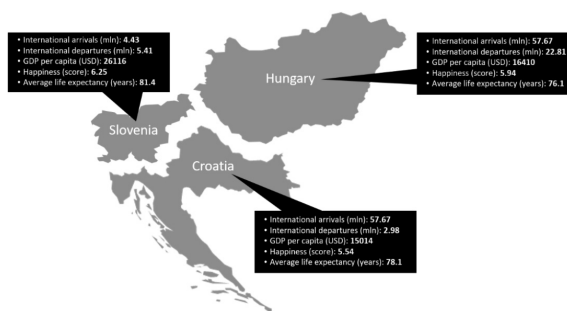 • International arrivals (mln): 4.43
• International departures (mln): 5.41
• GDP per capita (USD): 26116
• Happiness (score): 6.25
• Average life expectancy (years): 81.4
• International arrivals (mln): 57.67
• International departures (mln): 22.81
• GDP per capita (USD): 16410
• Happiness (score): 5.94
• Average life expectancy (years): 76.1
Hungary
Slovenia
Croatia
• International arrivals (mln): 57.67
• International departures (mln): 2.98
• GDP per capita (USD): 15014
• Happiness (score): 5.54
• Average life expectancy (years): 78.1